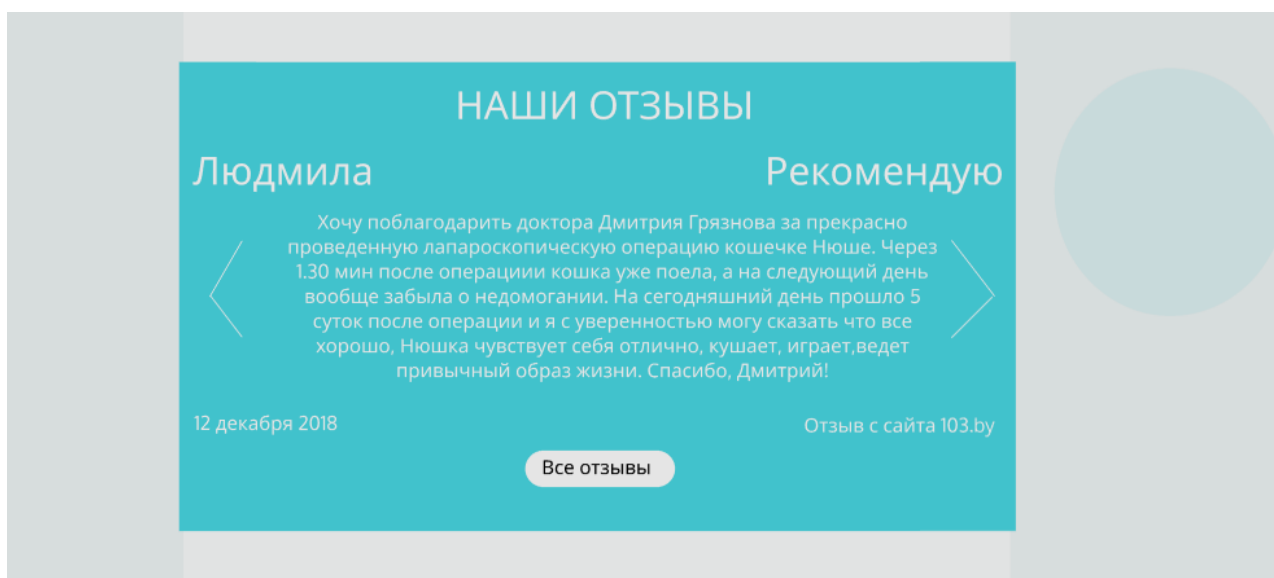 НАШИ ОТЗЫВЫ
Людмила
Рекомендую
Хочу поблагодарить доктора Дмитрия Грязнова за прекрасно
проведенную лапароскопическую операцию кошечке Нюше. Через
1.30 мин после операциии кошка уже поела, а на следующий день
вообще забыла о недомогании. На сегодняшний день прошло 5
суток после операции и я с уверенностью могу сказать что все
хорошо, Нюшка чувствует себя отлично, кушает, играет,ведет
привычный образ жизни. Спасибо, Дмитрий!
12 декабря 2018
Отзыв с сайта 103.by
Все отзывы